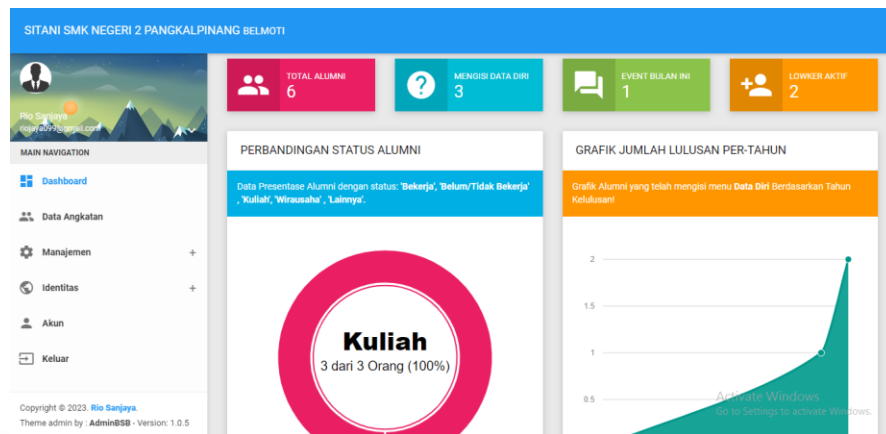 SITANI SMK NEGERI 2 PANGKALPINANG BELMOTI
Rio Sanjaya
riojaya099@gmail.com
MAIN NAVIGATION
Dashboard
Data Angkatan
Manajemen +
Identitas +
Akun
Keluar
Copyright © 2023. Rio Sanjaya.
Theme admin by : AdminBSB - Version: 1.0.5
TOTAL ALUMNI
6
MENGISI DATA DIRI
3
EVENT BULAN INI
1
LOWKER AKTIF
2
PERBANDINGAN STATUS ALUMNI
Data Presentase Alumni dengan status: 'Bekerja', 'Belum/Tidak Bekerja'
, 'Kuliah', 'Wirausaha' , 'Lainnya'.
Kuliah
3 dari 3 Orang (100%)
GRAFIK JUMLAH LULUSAN PER-TAHUN
Grafik Alumni yang telah mengisi menu Data Diri Berdasarkan Tahun
Kelulusan!
2
1.5
1
0.5
Activate Windows
Go to Settings to activate Windows.